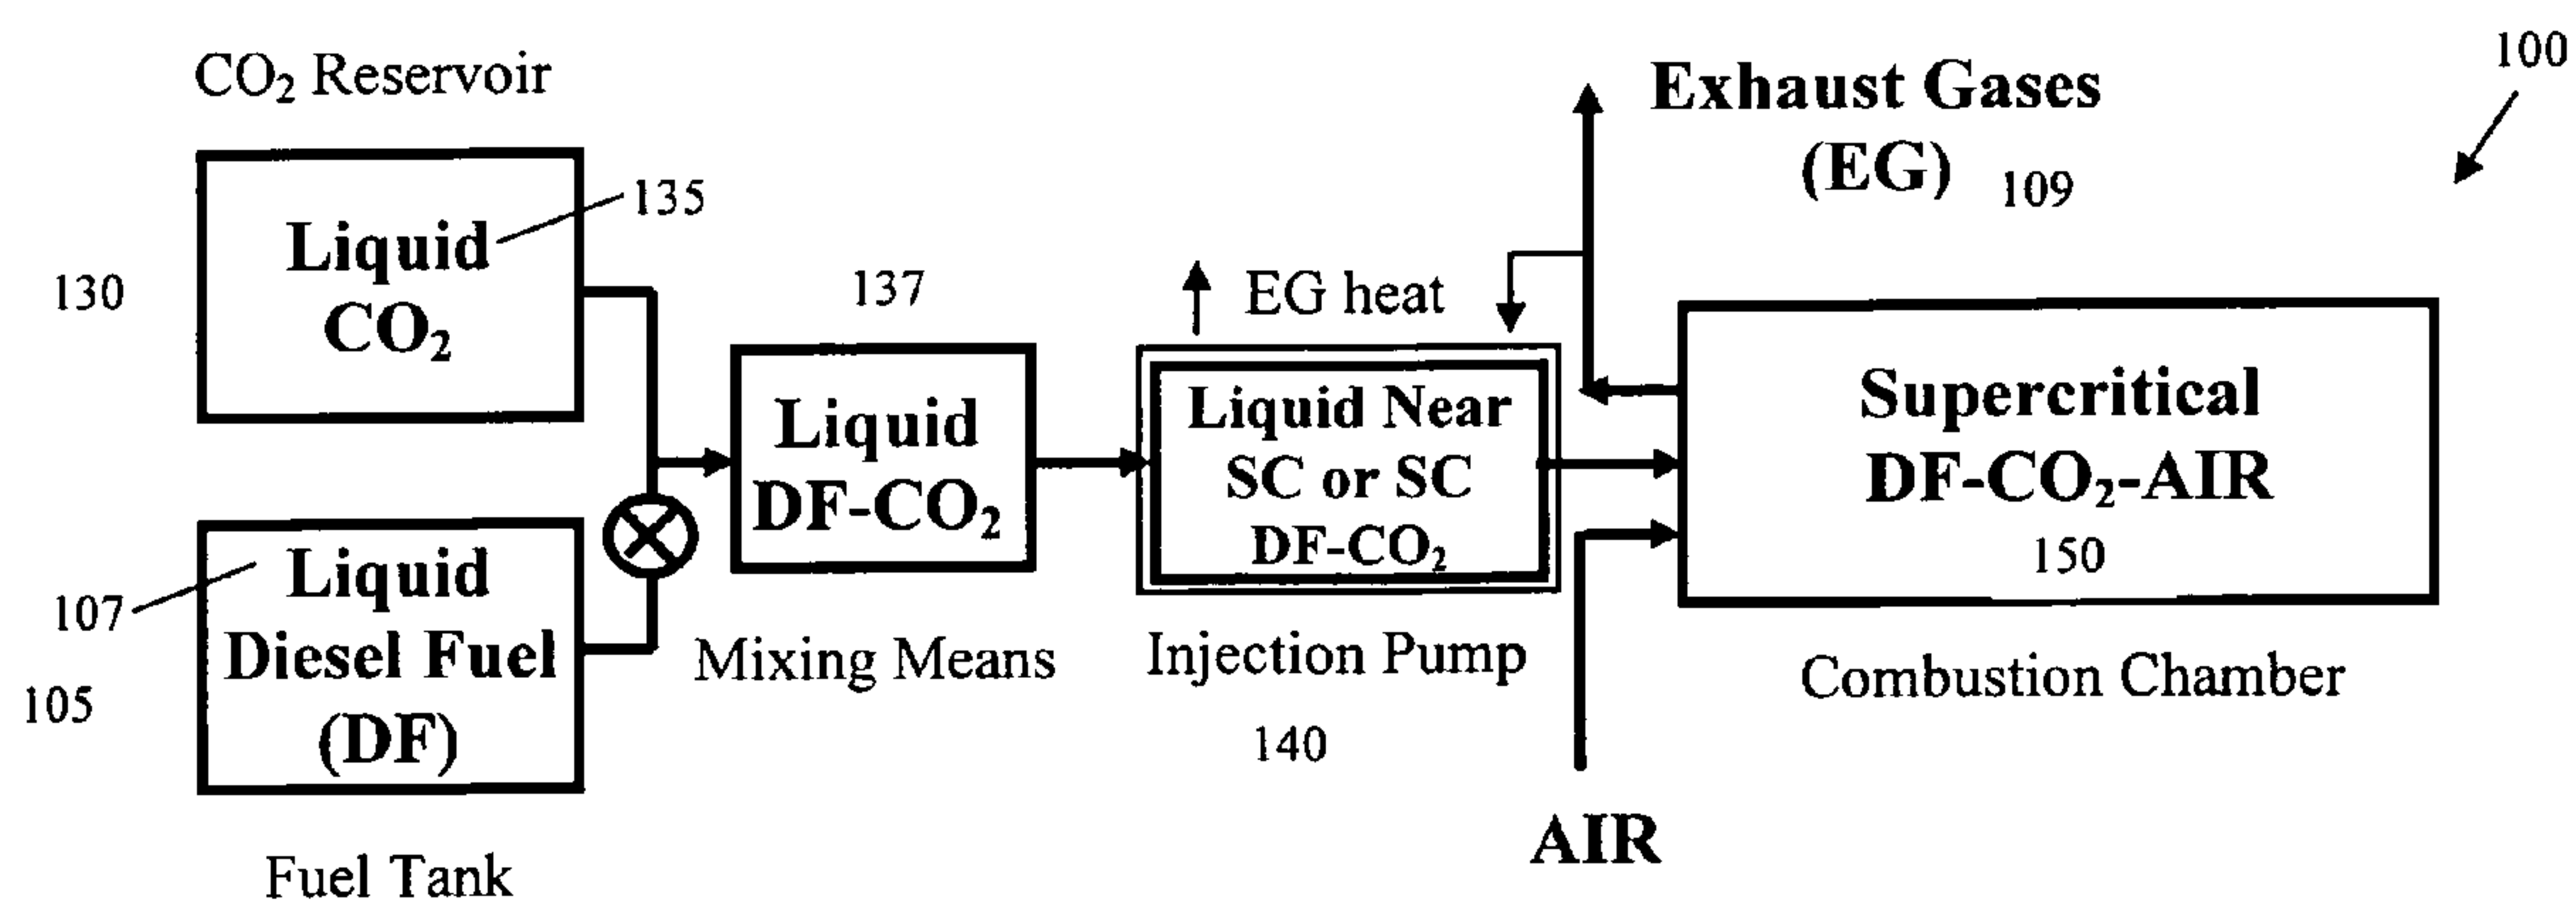 CO₂ Reservoir
Liquid
CO₂
135
130
Liquid
Diesel Fuel
(DF)
107
105
Fuel Tank
137
Liquid
DF-CO₂
Mixing Means
EG heat
Liquid Near
SC or SC
DF-CO₂
Injection Pump
140
Exhaust Gases
(EG)
109
100
Supercritical
DF-CO₂-AIR
150
Combustion Chamber
AIR